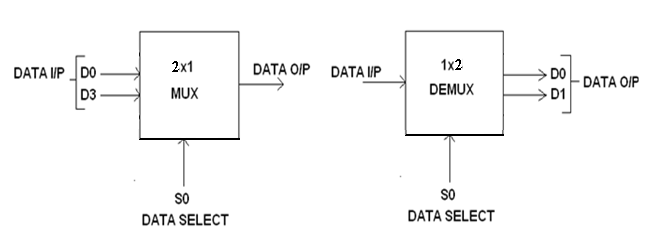 DATA I/P
D0
D3
2x1
MUX
DATA O/P
S0
DATA SELECT
DATA I/P
1x2
DEMUX
D0
D1
DATA O/P
S0
DATA SELECT